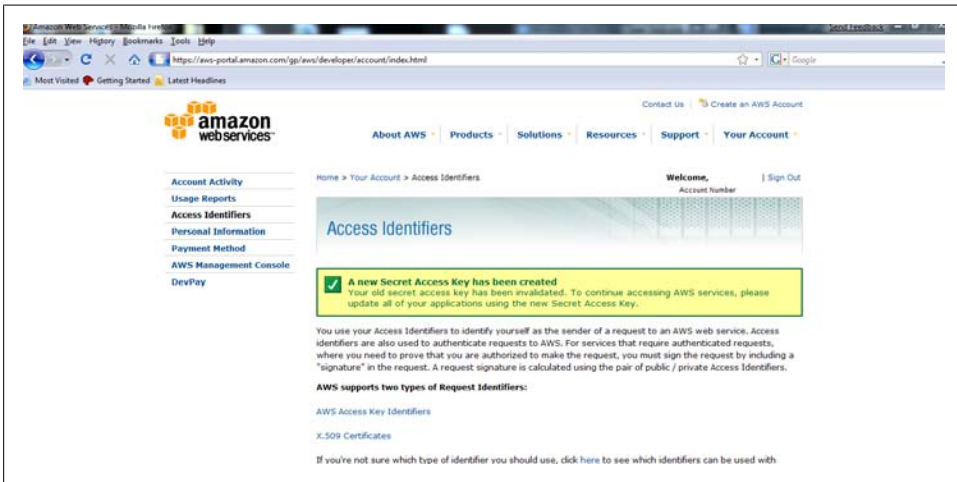 Amazon Web Services - Mozilla Firefox
Send Feedback
File Edit View History Bookmarks Tools Help
https://aws-portal.amazon.com/gp/aws/developer/account/index.html
Google
Most Visited Getting Started Latest Headlines
Contact Us | Create an AWS Account
amazon
webservices™
About AWS Products Solutions Resources Support Your Account
Home > Your Account > Access Identifiers
Welcome, | Sign Out
Account Number
Account Activity
Usage Reports
Access Identifiers
Personal Information
Payment Method
AWS Management Console
DevPay
Access Identifiers
A new Secret Access Key has been created
Your old secret access key has been invalidated. To continue accessing AWS services, please
update all of your applications using the new Secret Access Key.
You use your Access Identifiers to identify yourself as the sender of a request to an AWS web service. Access
identifiers are also used to authenticate requests to AWS. For services that require authenticated requests,
where you need to prove that you are authorized to make the request, you must sign the request by including a
"signature" in the request. A request signature is calculated using the pair of public / private Access Identifiers.
AWS supports two types of Request Identifiers:
AWS Access Key Identifiers
X.509 Certificates
If you're not sure which type of identifier you should use, click here to see which identifiers can be used with